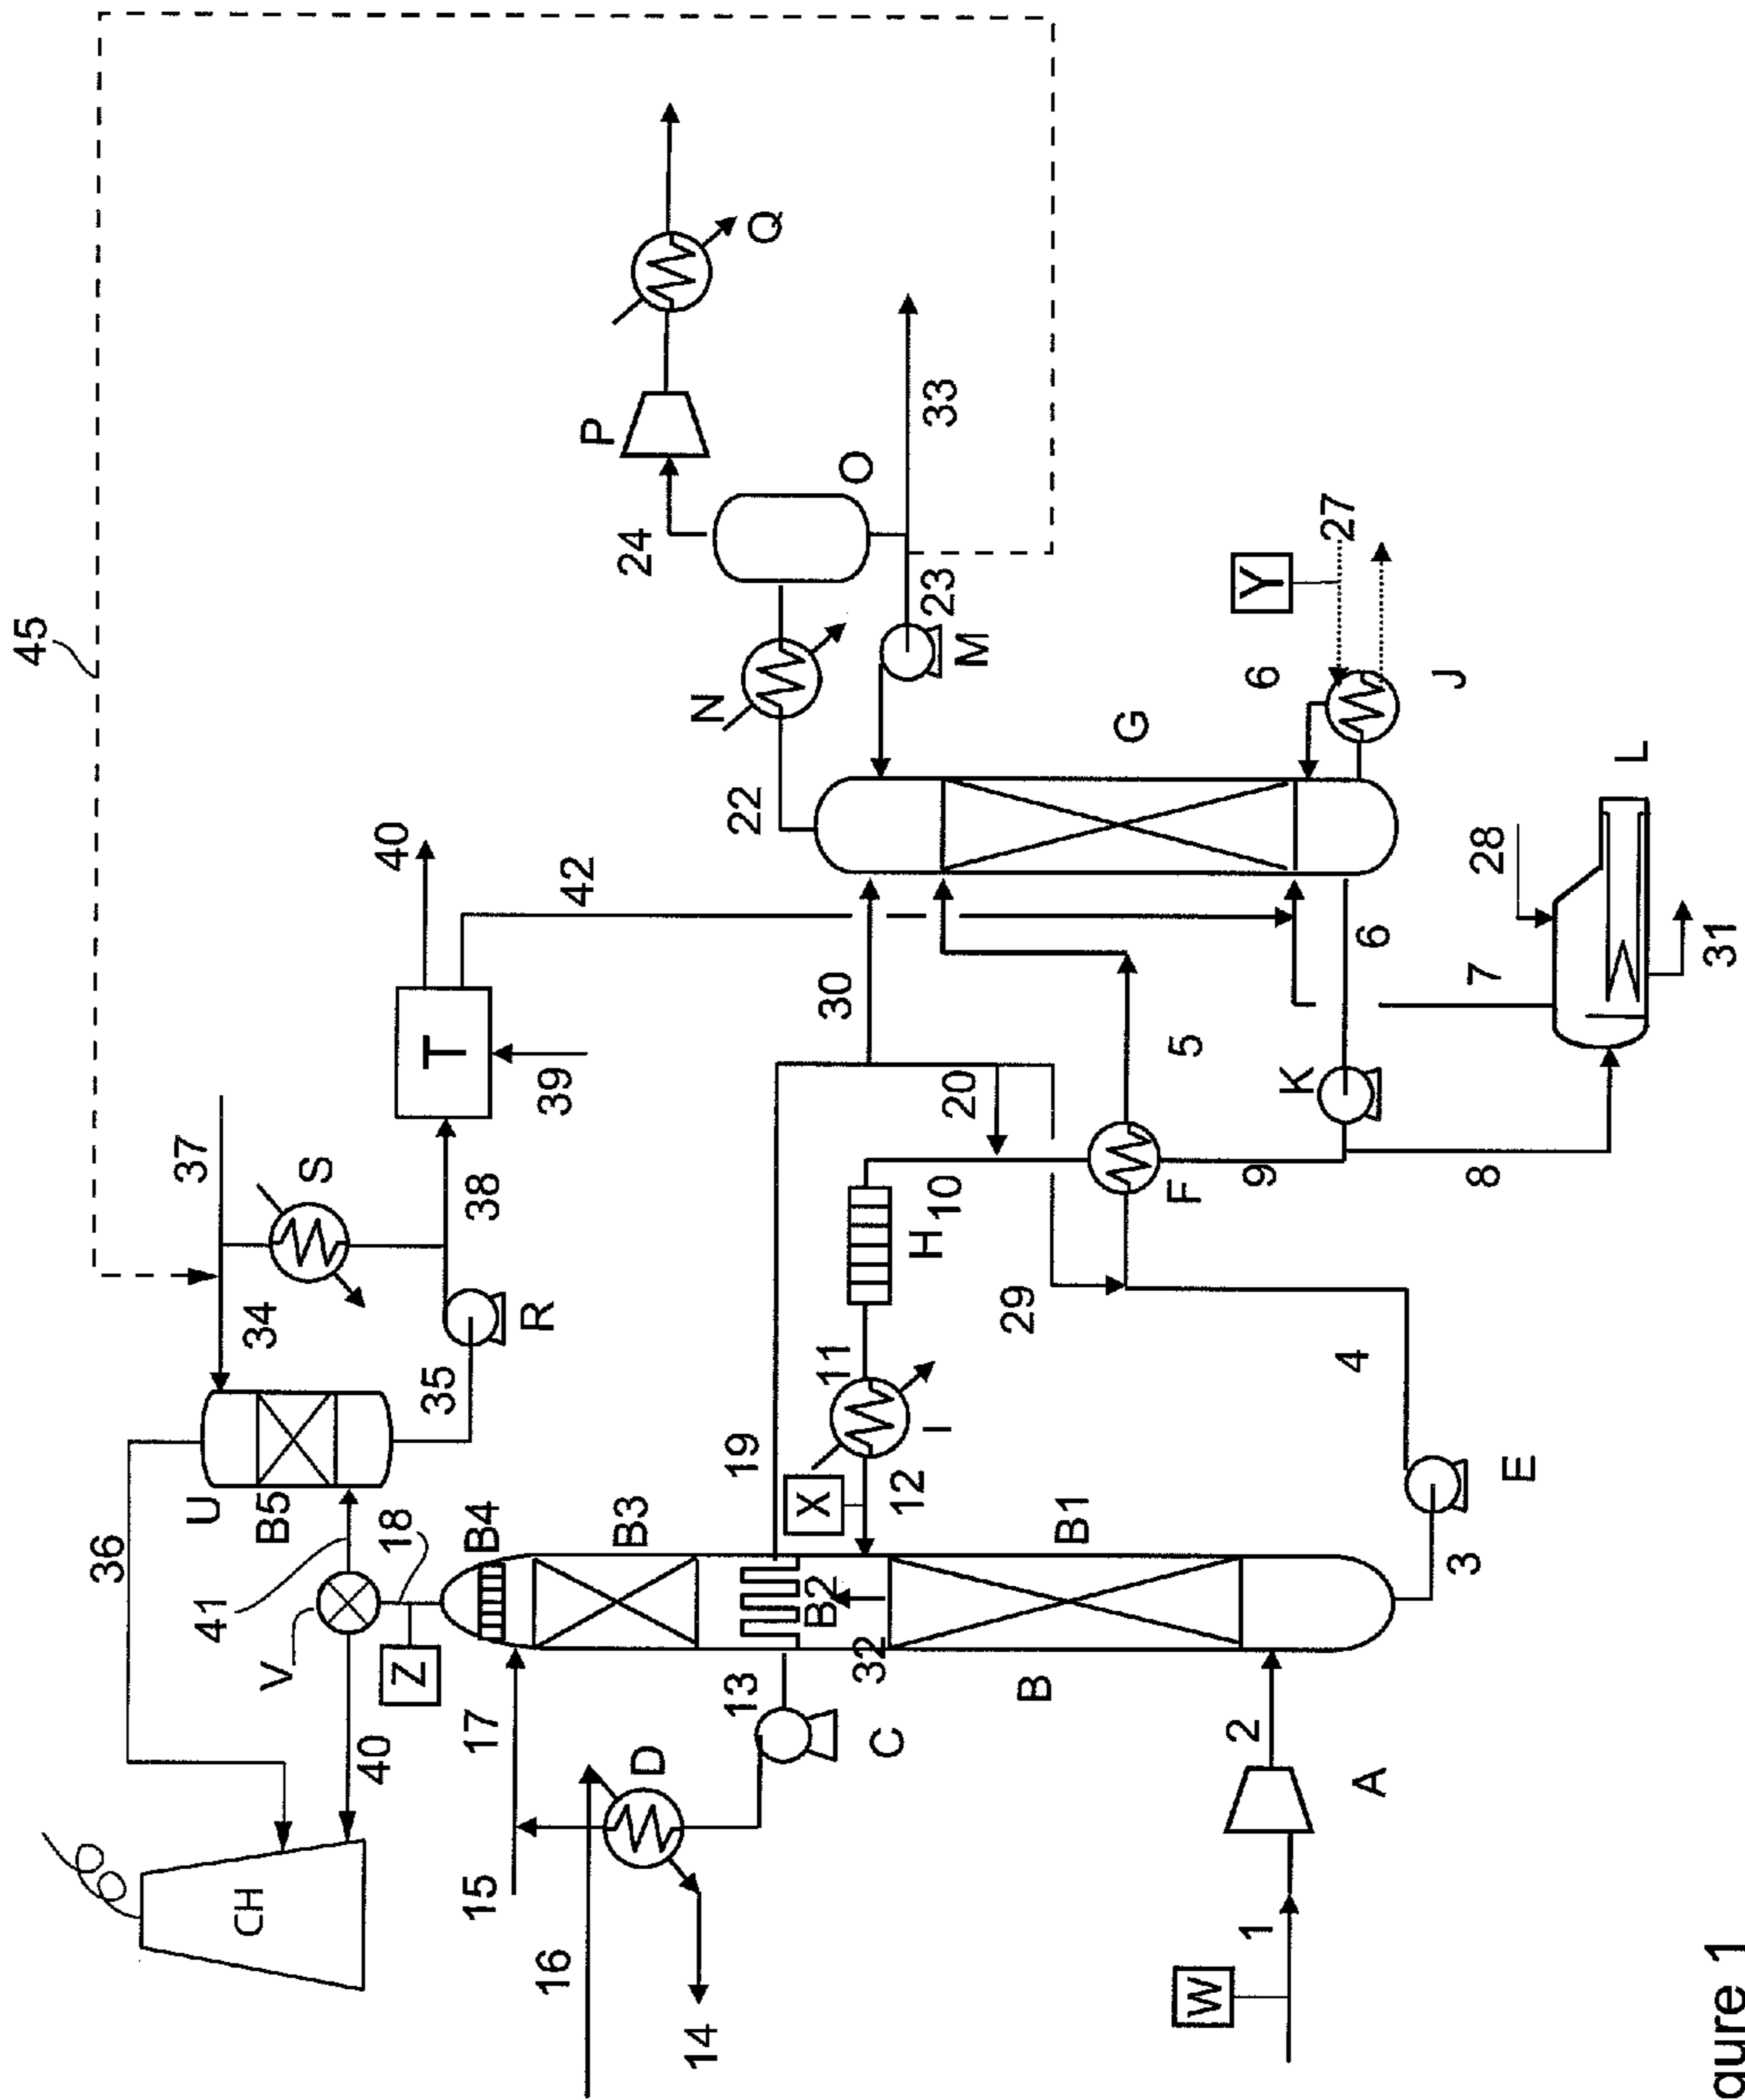 45
36
41
V
40
CH
18
Z
U
B5
B4
34
37
S
35
R
38
39
T
40
42
15
17
16
14
D
13
C
B3
B2
32
B
B1
19
X
12
I
11
H
10
20
30
29
F
5
9
22
N
24
O
P
Q
23
M
33
G
6
Y
27
J
K
6
7
28
L
31
8
4
E
3
2
A
1
W
gure 1